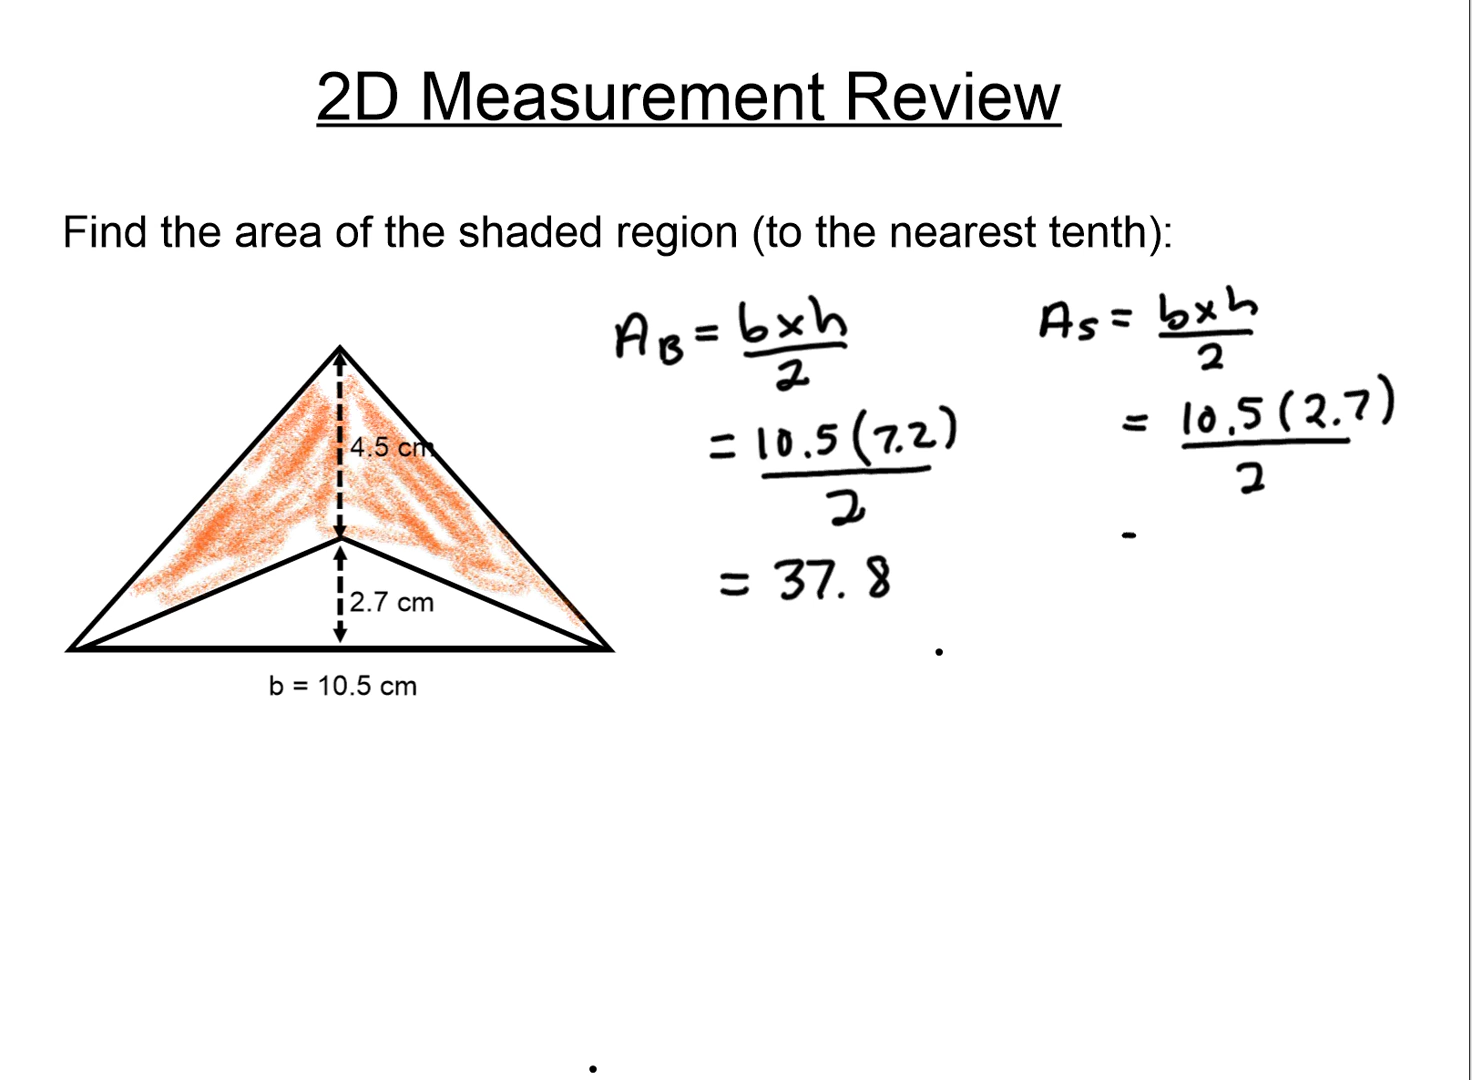 2D Measurement Review
Find the area of the shaded region (to the nearest tenth):
4.5 cm
2.7 cm
b = 10.5 cm
A_B = b×h/2
= 10.5(7.2)/2
= 37.8
A_S = b×h/2
= 10.5(2.7)/2
-